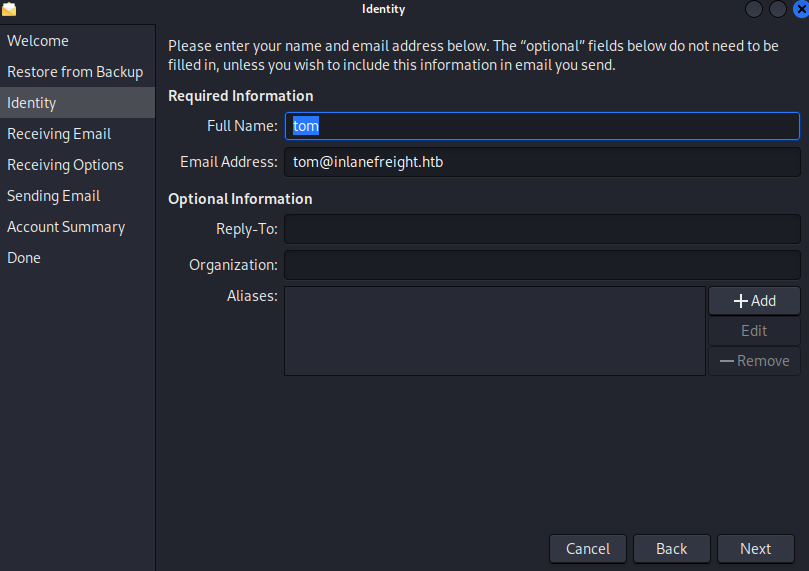 Identity
Welcome
Restore from Backup
Identity
Receiving Email
Receiving Options
Sending Email
Account Summary
Done
Please enter your name and email address below. The “optional” fields below do not need to be
filled in, unless you wish to include this information in email you send.
Required Information
Full Name: tom
Email Address: tom@inlanefreight.htb
Optional Information
Reply-To:
Organization:
Aliases:
Add
Edit
Remove
Cancel Back Next